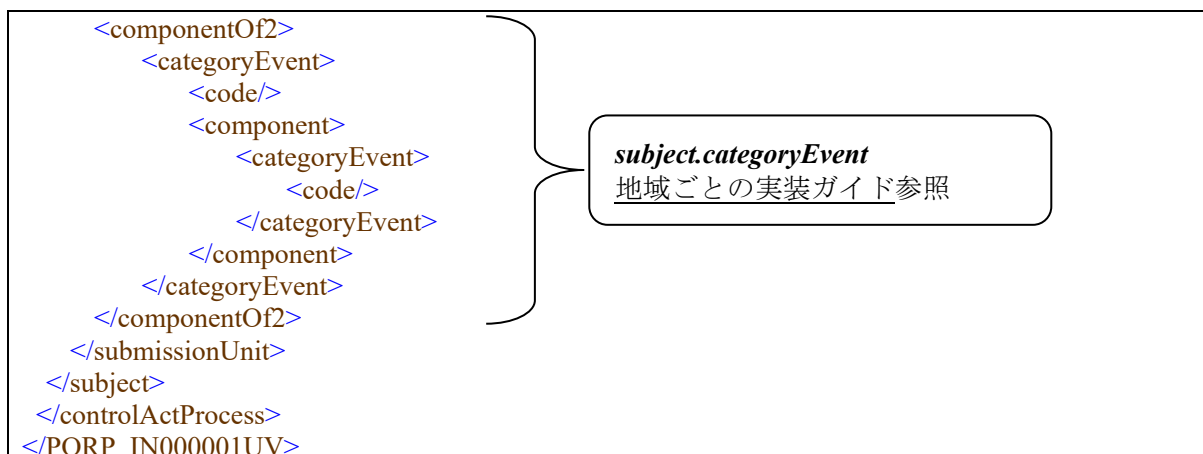 <componentOf2>
<categoryEvent>
<code/>
<component>
<categoryEvent>
<code/>
</categoryEvent>
</component>
</categoryEvent>
</componentOf2>
</submissionUnit>
</subject>
</controlActProcess>
</PORP_IN000001UV>
subject.categoryEvent
地域ごとの実装ガイド参照